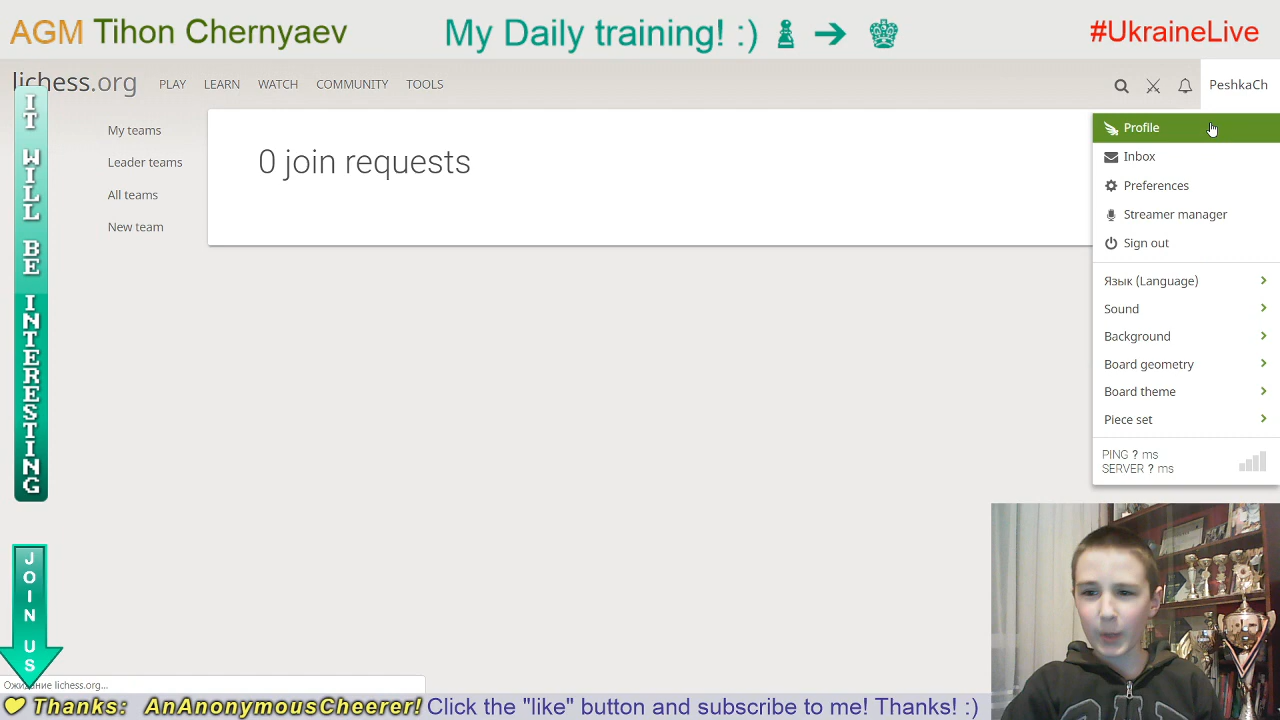 AGM Tihon Chernyaev
My Daily training! :) ♟ → ♚
#UkraineLive
lichess.org
PLAY
LEARN
WATCH
COMMUNITY
TOOLS
PeshkaCh
My teams
Leader teams
All teams
New team
0 join requests
Profile
Inbox
Preferences
Streamer manager
Sign out
Язык (Language)
Sound
Background
Board geometry
Board theme
Piece set
PING ? ms
SERVER ? ms
IT WILL BE INTERESTING
JOIN US
Ожидание lichess.org...
Thanks: AnAnonymousCheerer!
Click the "like" button and subscribe to me! Thanks! :)